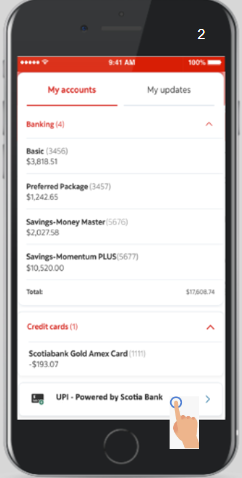 2
9:41 AM 100%
My accounts My updates
Banking (4)
Basic (3456)
$3,818.51
Preferred Package (3457)
$1,242.65
Savings-Money Master(5676)
$2,027.58
Savings-Momentum PLUS(5677)
$10,520.00
Total: $17,608.74
Credit cards (1)
Scotiabank Gold Amex Card (1111)
-$193.07
UPI - Powered by Scotia Bank